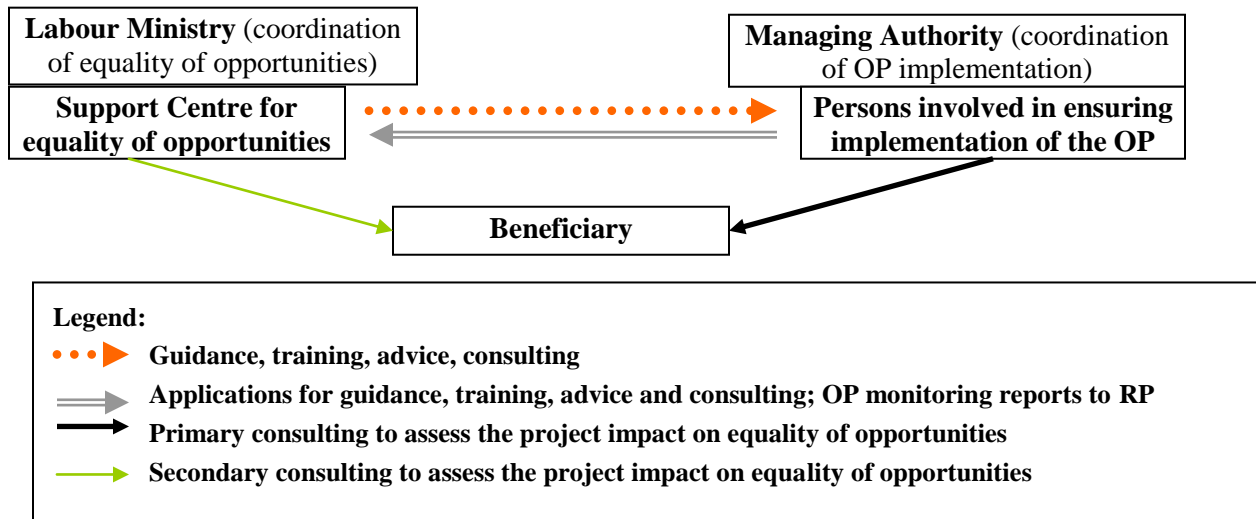 Labour Ministry (coordination
of equality of opportunities)
Support Centre for
equality of opportunities
Managing Authority (coordination
of OP implementation)
Persons involved in ensuring
implementation of the OP
Beneficiary
Legend:
Guidance, training, advice, consulting
Applications for guidance, training, advice and consulting; OP monitoring reports to RP
Primary consulting to assess the project impact on equality of opportunities
Secondary consulting to assess the project impact on equality of opportunities